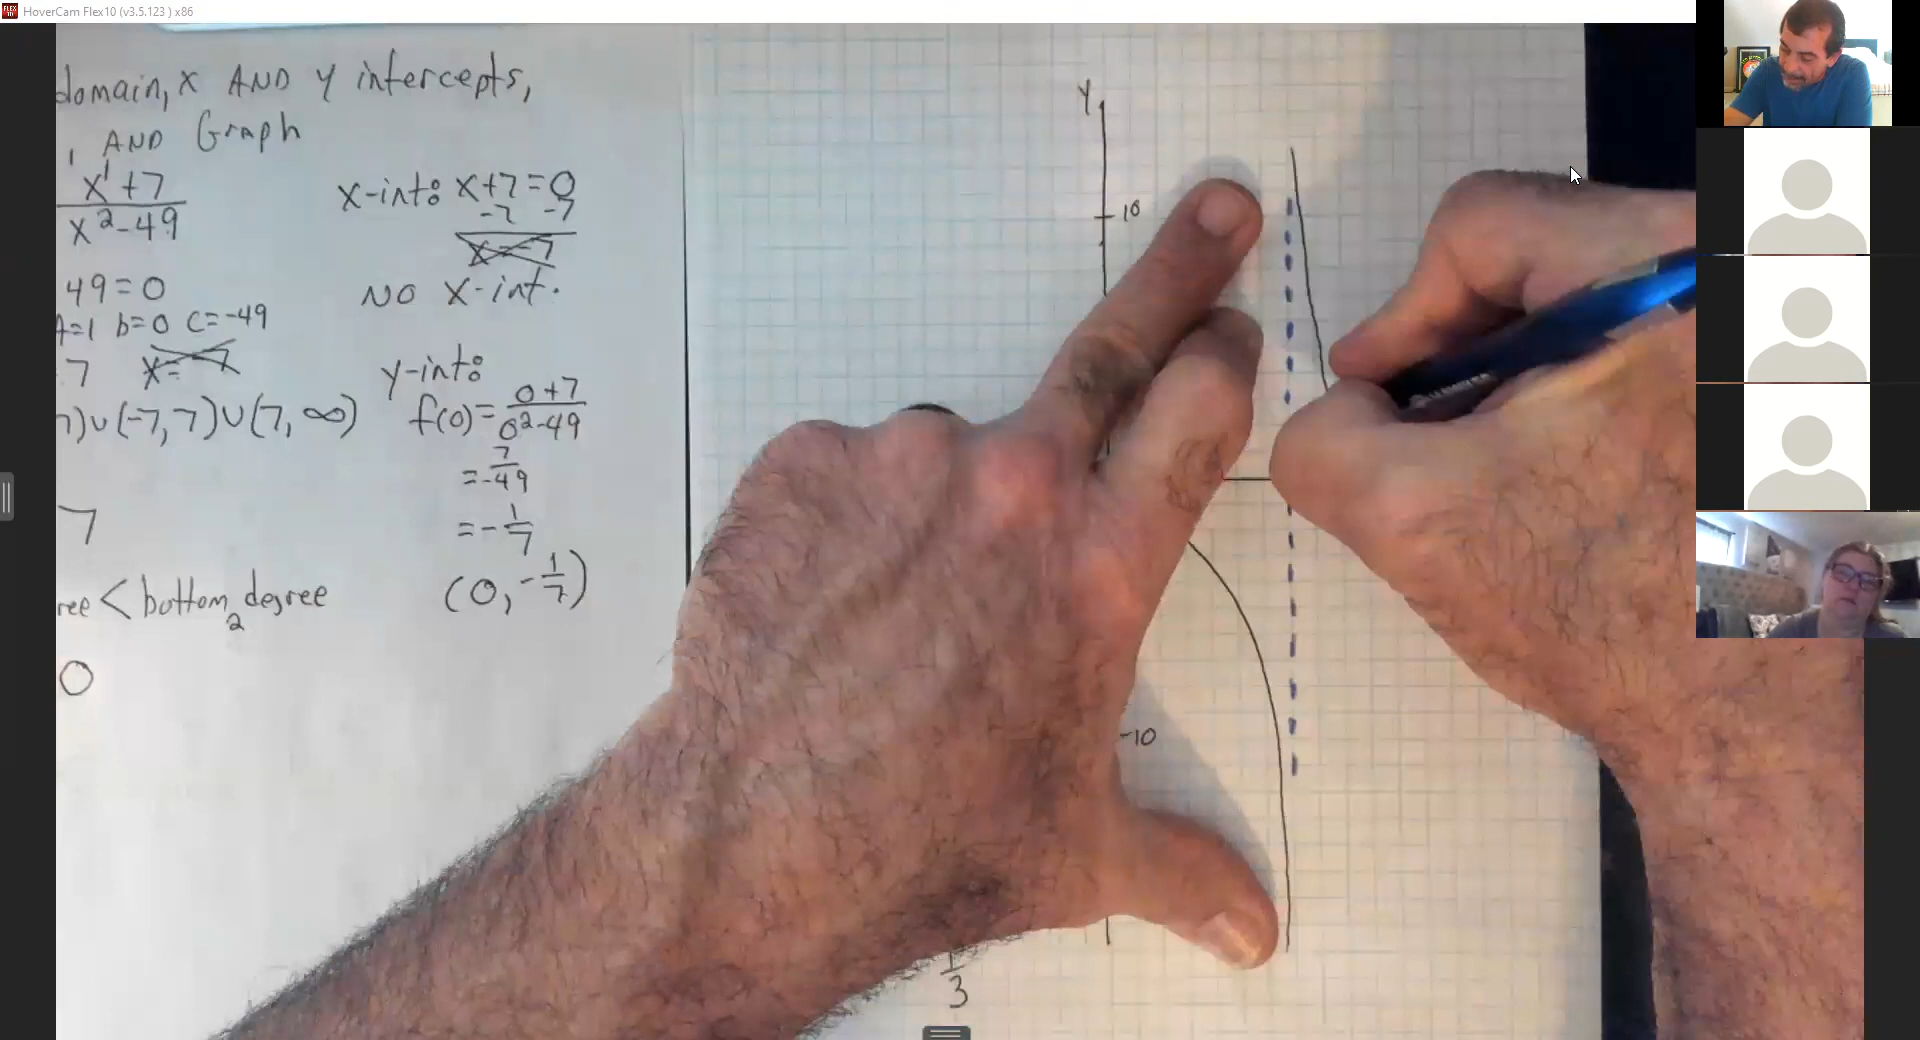 HoverCam Flex10 (v3.5.123 ) x86
domain, x AND y intercepts,
AND Graph
x¹+7
x²-49
49=0
A=1 b=0 c=-49
7 x=-7
7)∪(-7,7)∪(7,∞)
7
ree < bottom degree
2
0
x-int: x+7=0
-7 -7
x=-7
NO x-int.
y-int:
f(0)= 0+7
0²-49
= 7
-49
= - 1
7
(0, -1/7)
Y
10
-10
1
3